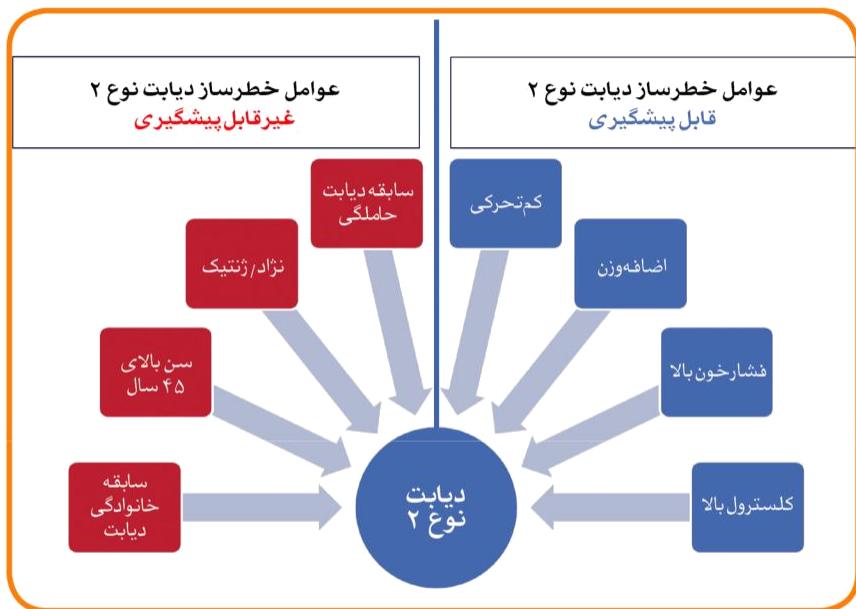 عوامل خطرساز دیابت نوع ۲
قابل پیشگیری
عوامل خطرساز دیابت نوع ۲
غیرقابل پیشگیری
کم‌تحرکی
اضافه‌وزن
فشارخون بالا
کلسترول بالا
سابقه دیابت
حاملگی
نژاد/ژنتیک
سن بالای
۴۵ سال
سابقه
خانوادگی
دیابت
دیابت
نوع ۲